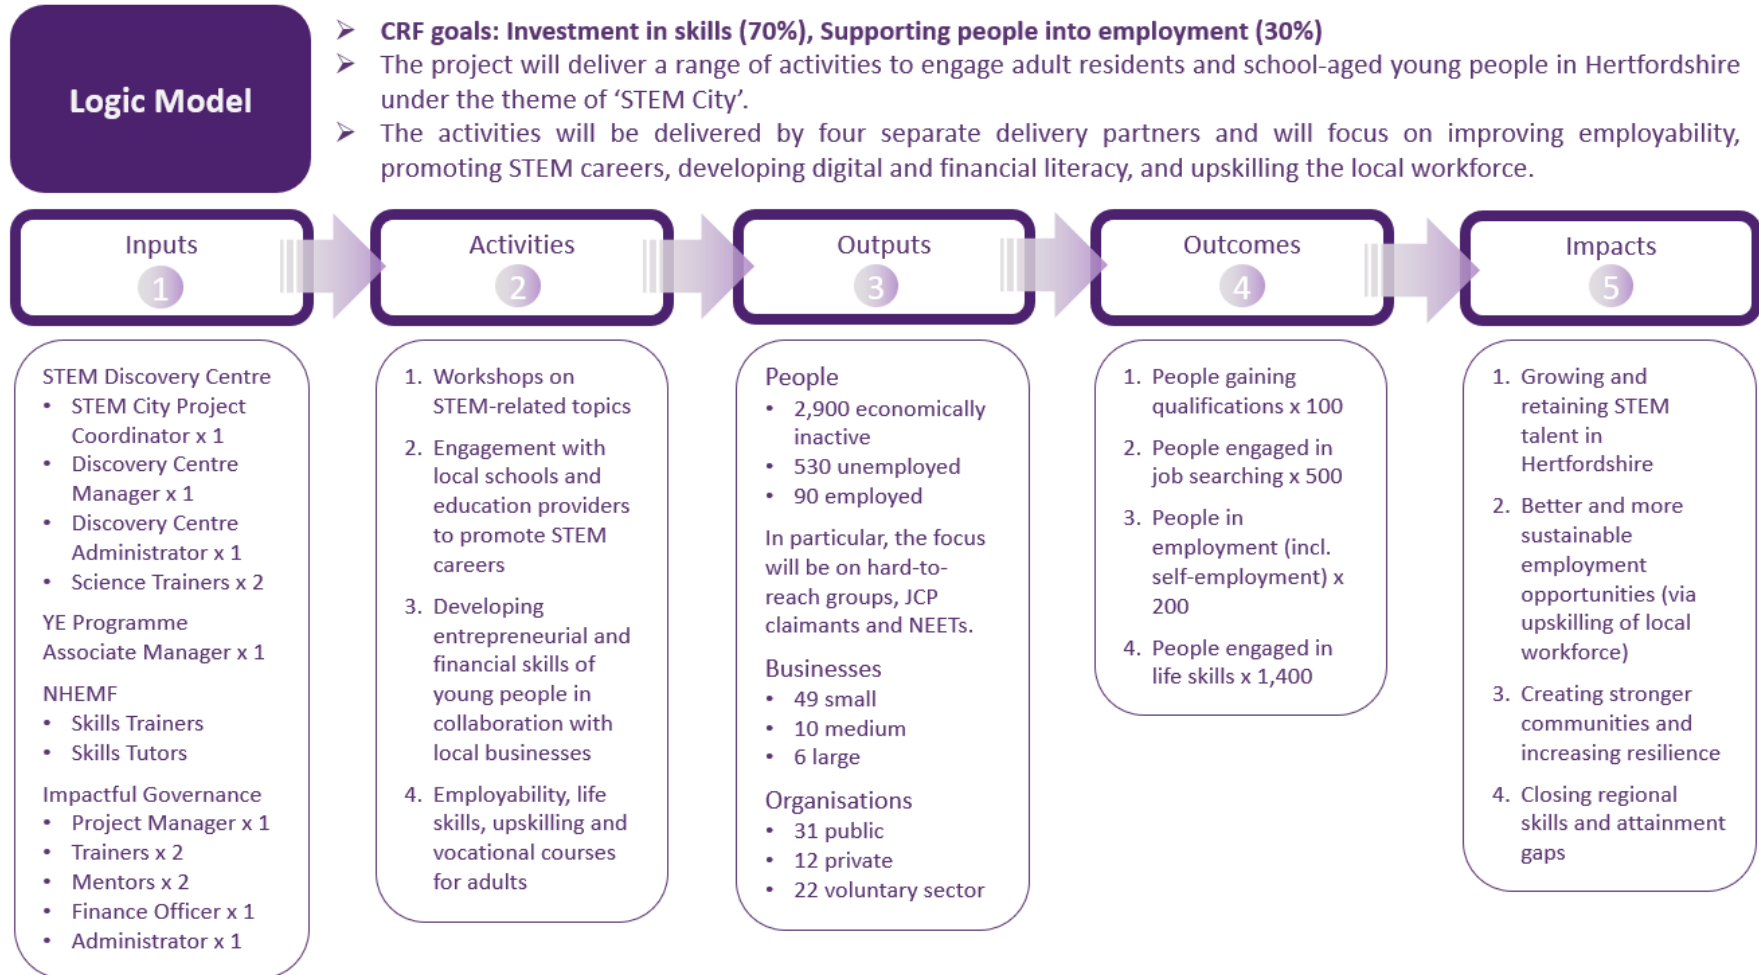 Logic Model
➢ CRF goals: Investment in skills (70%), Supporting people into employment (30%)
➢ The project will deliver a range of activities to engage adult residents and school-aged young people in Hertfordshire
under the theme of ‘STEM City’.
➢ The activities will be delivered by four separate delivery partners and will focus on improving employability,
promoting STEM careers, developing digital and financial literacy, and upskilling the local workforce.
Inputs
1
Activities
2
Outputs
3
Outcomes
4
Impacts
5
STEM Discovery Centre
• STEM City Project
Coordinator x 1
• Discovery Centre
Manager x 1
• Discovery Centre
Administrator x 1
• Science Trainers x 2
YE Programme
Associate Manager x 1
NHEMF
• Skills Trainers
• Skills Tutors
Impactful Governance
• Project Manager x 1
• Trainers x 2
• Mentors x 2
• Finance Officer x 1
• Administrator x 1
1. Workshops on
STEM-related topics
2. Engagement with
local schools and
education providers
to promote STEM
careers
3. Developing
entrepreneurial and
financial skills of
young people in
collaboration with
local businesses
4. Employability, life
skills, upskilling and
vocational courses
for adults
People
• 2,900 economically
inactive
• 530 unemployed
• 90 employed
In particular, the focus
will be on hard-to-
reach groups, JCP
claimants and NEETs.
Businesses
• 49 small
• 10 medium
• 6 large
Organisations
• 31 public
• 12 private
• 22 voluntary sector
1. People gaining
qualifications x 100
2. People engaged in
job searching x 500
3. People in
employment (incl.
self-employment) x
200
4. People engaged in
life skills x 1,400
1. Growing and
retaining STEM
talent in
Hertfordshire
2. Better and more
sustainable
employment
opportunities (via
upskilling of local
workforce)
3. Creating stronger
communities and
increasing resilience
4. Closing regional
skills and attainment
gaps